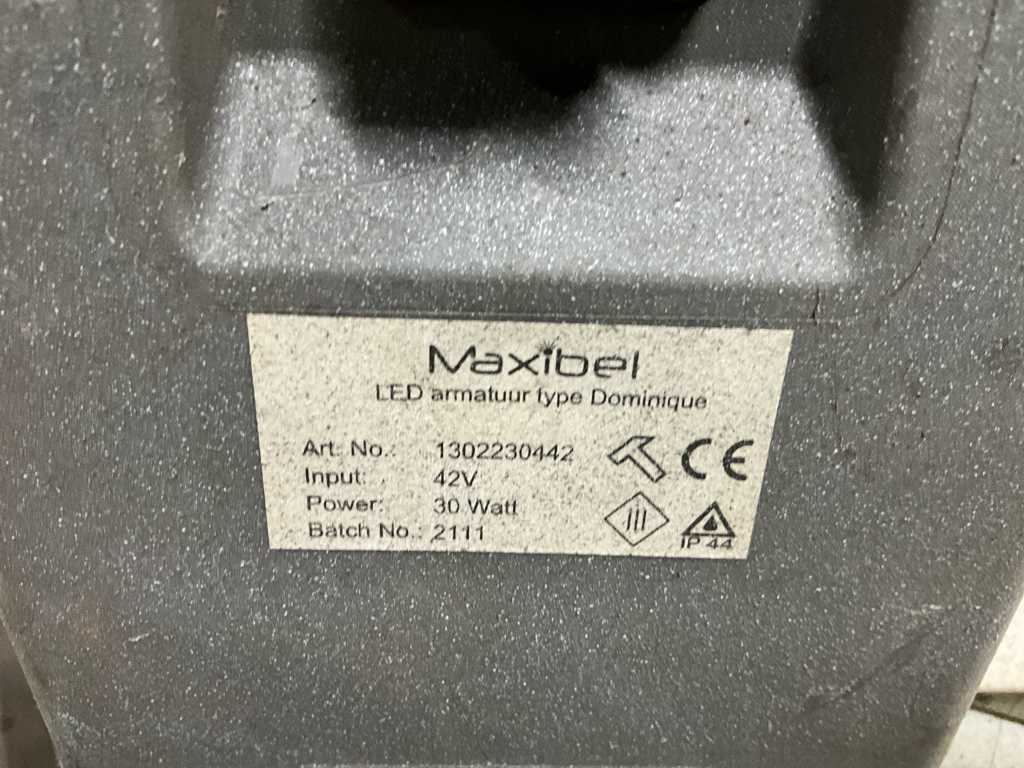 Maxibel
LED armatuur type Dominique
Art. No.: 1302230442
Input: 42V
Power: 30 Watt
Batch No.: 2111
CE
IP 44